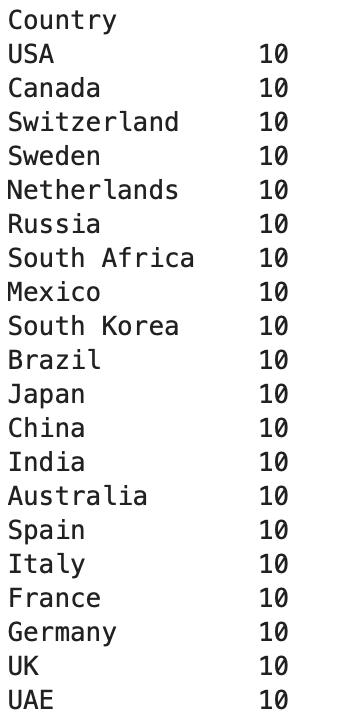 Country
USA 10
Canada 10
Switzerland 10
Sweden 10
Netherlands 10
Russia 10
South Africa 10
Mexico 10
South Korea 10
Brazil 10
Japan 10
China 10
India 10
Australia 10
Spain 10
Italy 10
France 10
Germany 10
UK 10
UAE 10